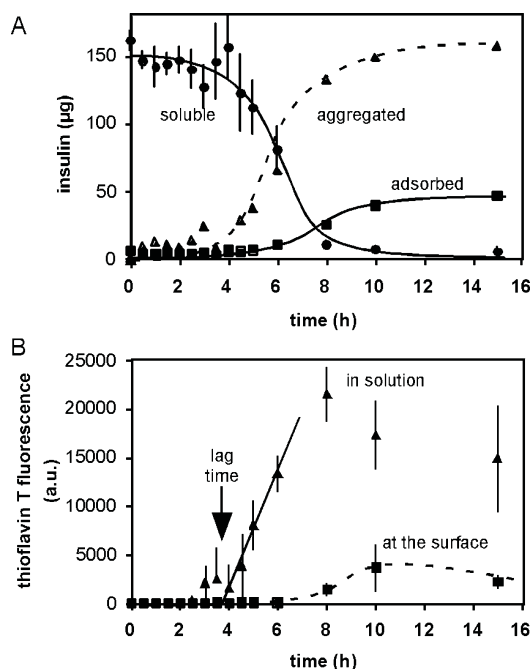 A
insulin (µg)
150
100
50
0
soluble
aggregated
adsorbed
0 2 4 6 8 10 12 14 16
time (h)
B
thioflavin T fluorescence
(a.u.)
25000
20000
15000
10000
5000
0
in solution
lag
time
at the surface
0 2 4 6 8 10 12 14 16
time (h)